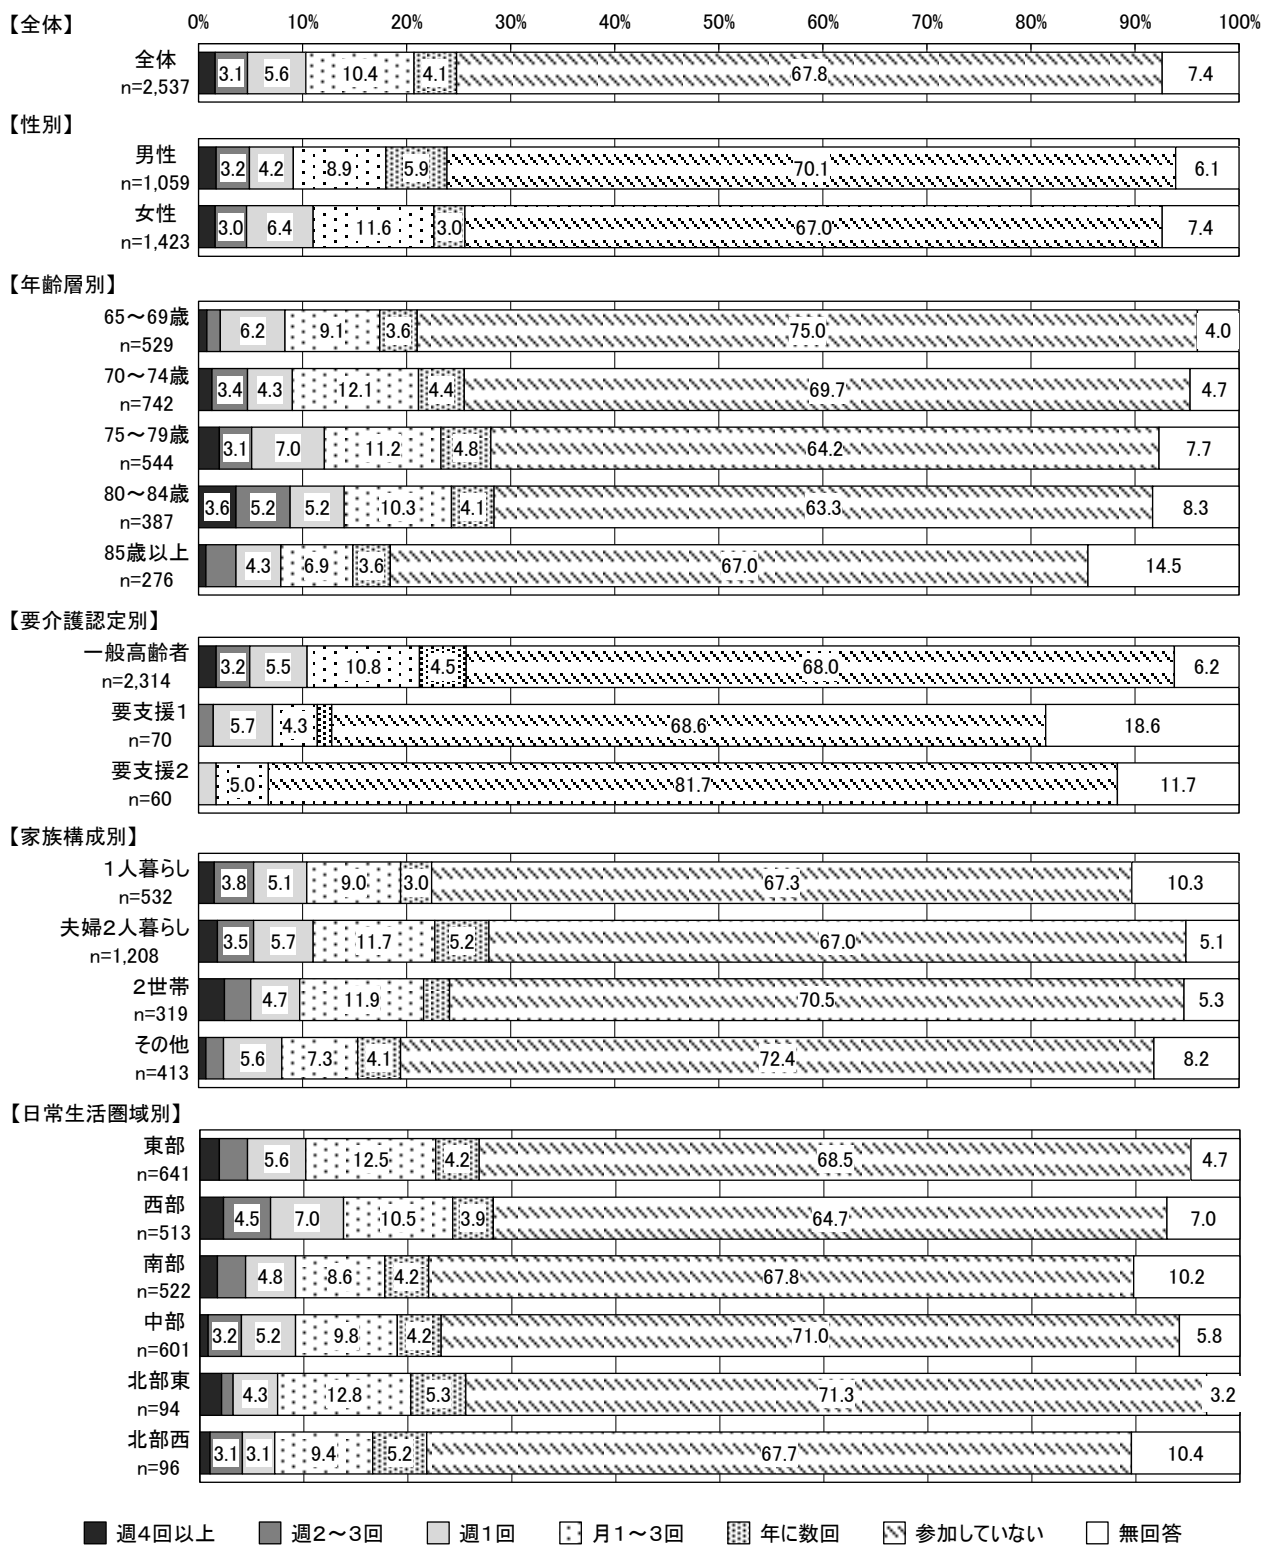 【全体】
0% 10% 20% 30% 40% 50% 60% 70% 80% 90% 100%
全体
n=2,537
3.1 5.6 10.4 4.1 67.8 7.4
【性別】
男性
n=1,059
3.2 4.2 8.9 5.9 70.1 6.1
女性
n=1,423
3.0 6.4 11.6 3.0 67.0 7.4
【年齢層別】
65～69歳
n=529
6.2 9.1 3.6 75.0 4.0
70～74歳
n=742
3.4 4.3 12.1 4.4 69.7 4.7
75～79歳
n=544
3.1 7.0 11.2 4.8 64.2 7.7
80～84歳
n=387
3.6 5.2 5.2 10.3 4.1 63.3 8.3
85歳以上
n=276
4.3 6.9 3.6 67.0 14.5
【要介護認定別】
一般高齢者
n=2,314
3.2 5.5 10.8 4.5 68.0 6.2
要支援1
n=70
5.7 4.3 68.6 18.6
要支援2
n=60
5.0 81.7 11.7
【家族構成別】
1人暮らし
n=532
3.8 5.1 9.0 3.0 67.3 10.3
夫婦2人暮らし
n=1,208
3.5 5.7 11.7 5.2 67.0 5.1
2世帯
n=319
4.7 11.9 70.5 5.3
その他
n=413
5.6 7.3 4.1 72.4 8.2
【日常生活圏域別】
東部
n=641
5.6 12.5 4.2 68.5 4.7
西部
n=513
4.5 7.0 10.5 3.9 64.7 7.0
南部
n=522
4.8 8.6 4.2 67.8 10.2
中部
n=601
3.2 5.2 9.8 4.2 71.0 5.8
北部東
n=94
4.3 12.8 5.3 71.3 3.2
北部西
n=96
3.1 3.1 9.4 5.2 67.7 10.4
週4回以上 週2～3回 週1回 月1～3回 年に数回 参加していない 無回答